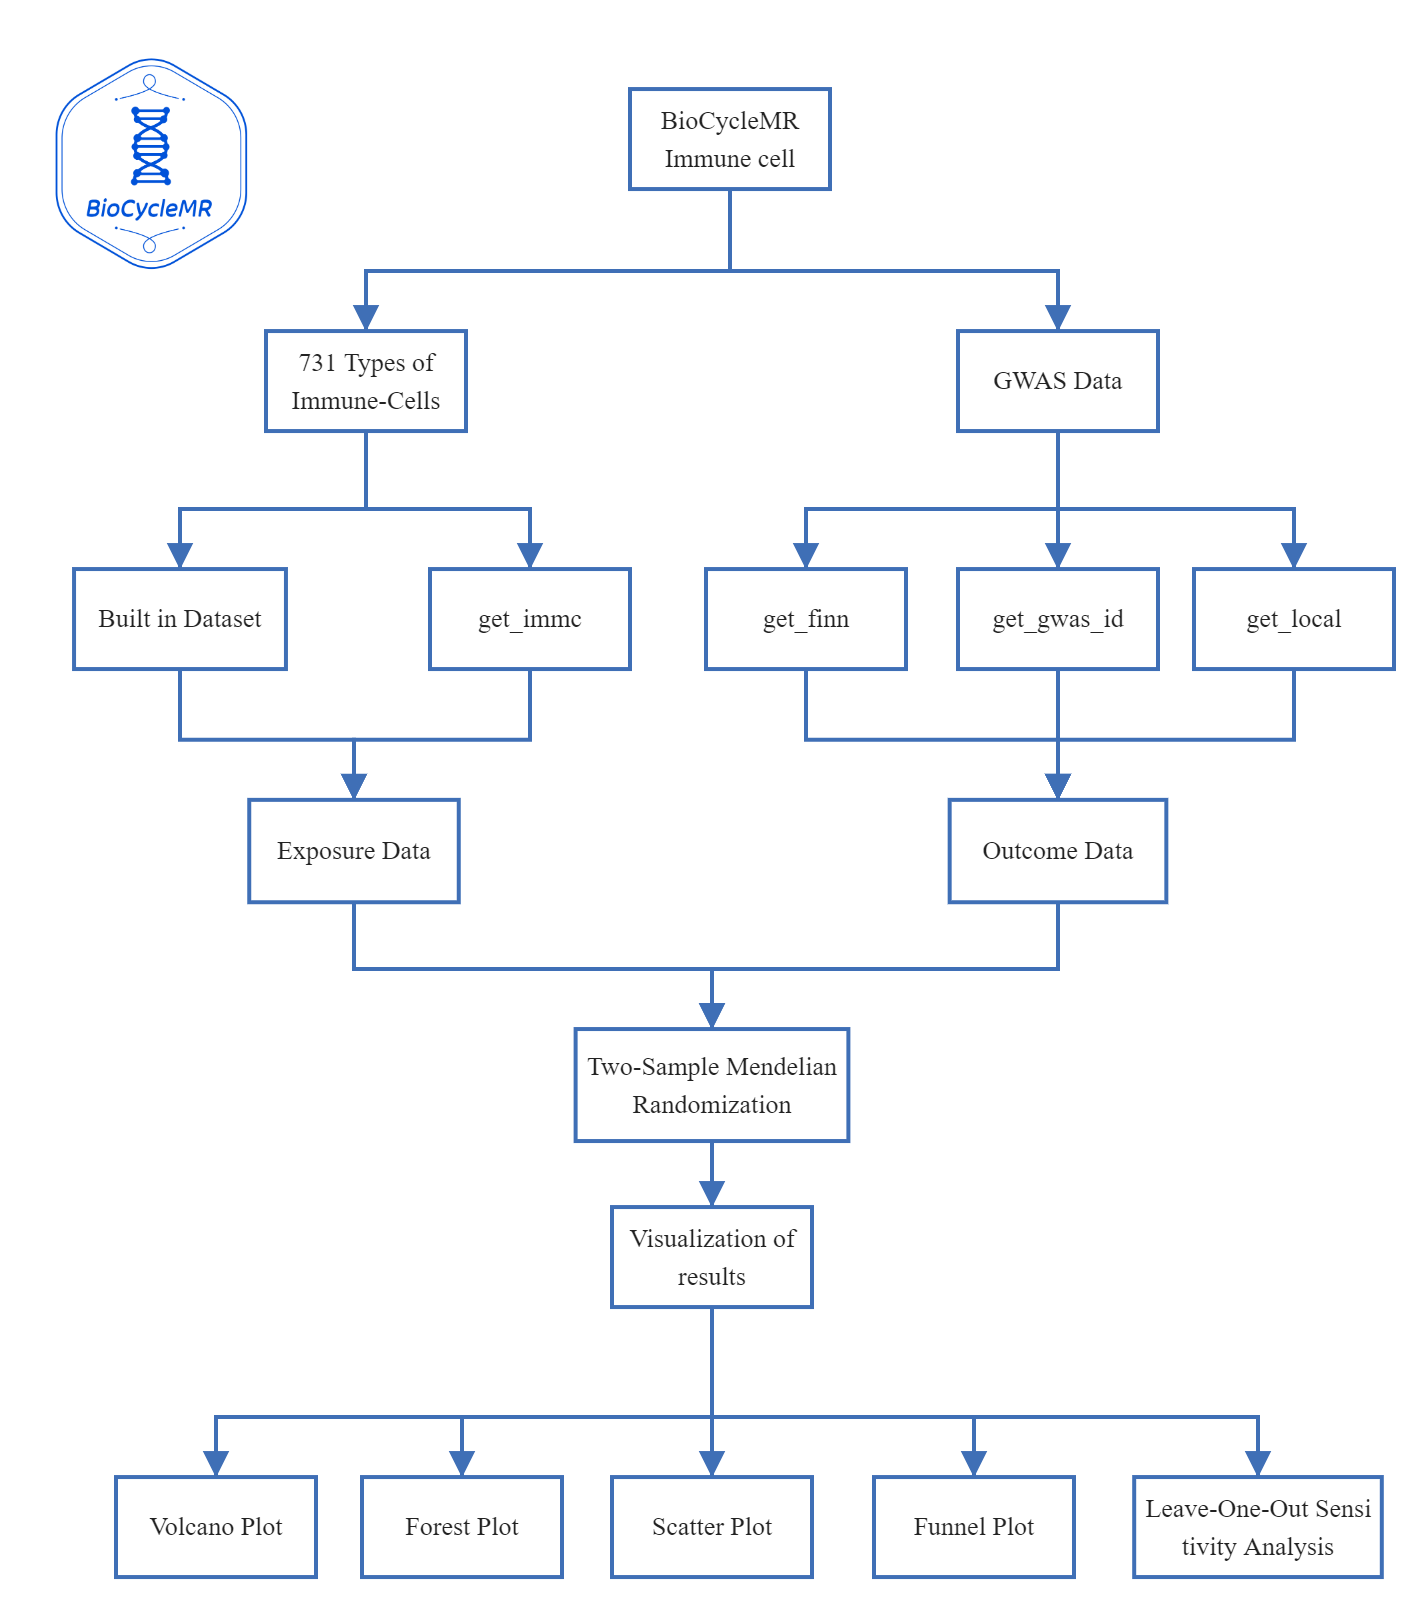 BioCycleMR
BioCycleMR
Immune cell
731 Types of
Immune-Cells
GWAS Data
Built in Dataset
get_immc
get_finn
get_gwas_id
get_local
Exposure Data
Outcome Data
Two-Sample Mendelian
Randomization
Visualization of
results
Volcano Plot
Forest Plot
Scatter Plot
Funnel Plot
Leave-One-Out Sensi
tivity Analysis